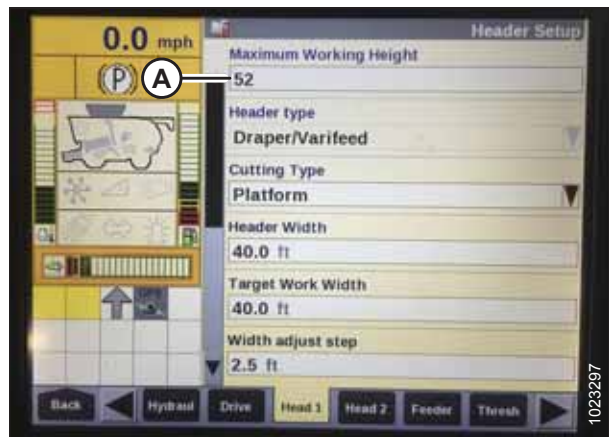 0.0 mph
Header Setup
Maximum Working Height
(P)
A
52
Header type
Draper/Varifeed
Cutting Type
Platform
Header Width
40.0 ft
Target Work Width
40.0 ft
Width adjust step
2.5 ft
Back
Hydraul
Drive
Head 1
Head 2
Feeder
Thresh
1023297